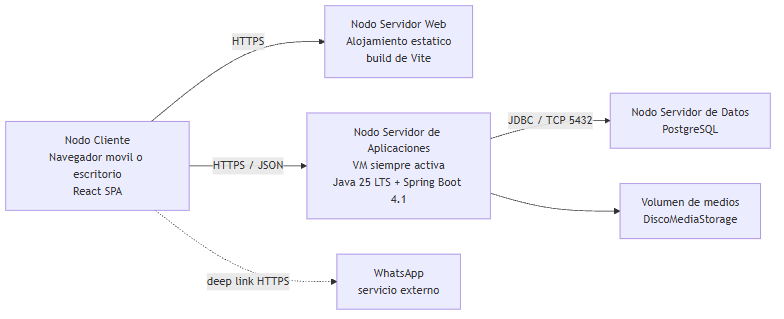 Nodo Cliente
Navegador movil o
escritorio
React SPA
HTTPS
Nodo Servidor Web
Alojamiento estatico
build de Vite
HTTPS / JSON
Nodo Servidor de
Aplicaciones
VM siempre activa
Java 25 LTS + Spring Boot
4.1
JDBC / TCP 5432
Nodo Servidor de Datos
PostgreSQL
Volumen de medios
DiscoMediaStorage
deep link HTTPS
WhatsApp
servicio externo